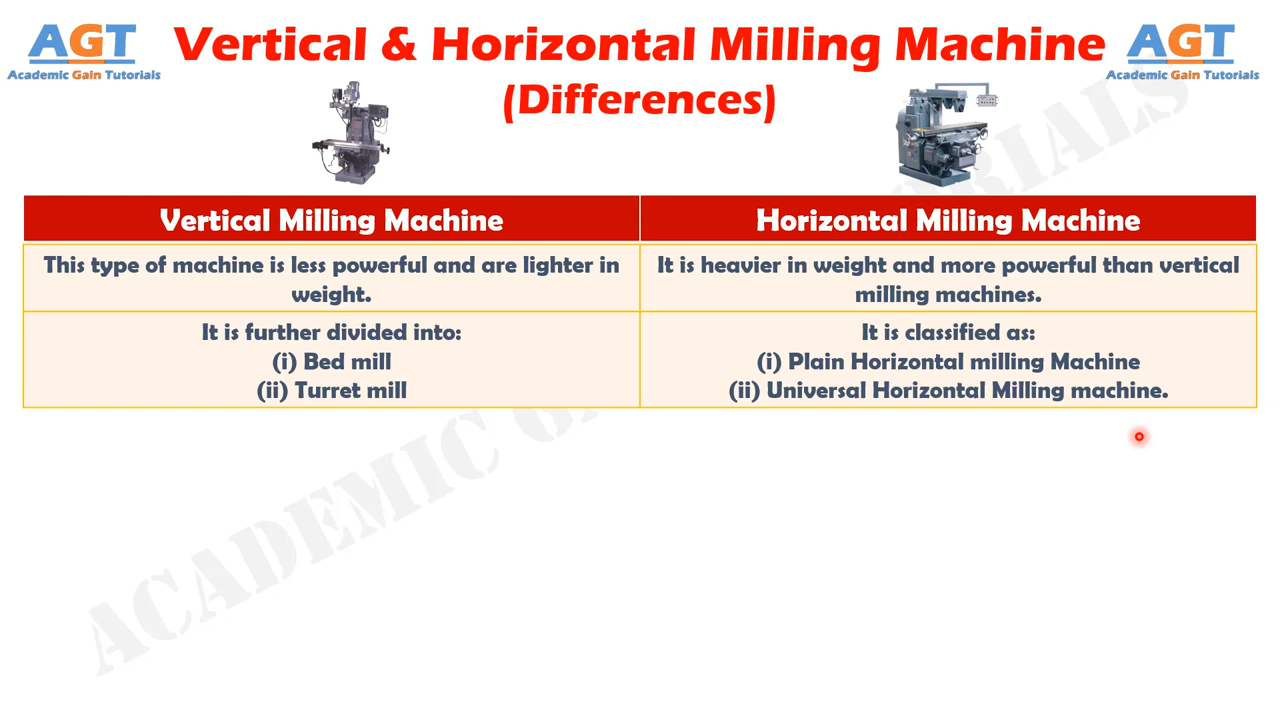 AGT
Academic Gain Tutorials
Vertical & Horizontal Milling Machine
(Differences)
AGT
Academic Gain Tutorials
Vertical Milling Machine
Horizontal Milling Machine
This type of machine is less powerful and are lighter in
weight.
It is heavier in weight and more powerful than vertical
milling machines.
It is further divided into:
(i) Bed mill
(ii) Turret mill
It is classified as:
(i) Plain Horizontal milling Machine
(ii) Universal Horizontal Milling machine.
ACADEMIC